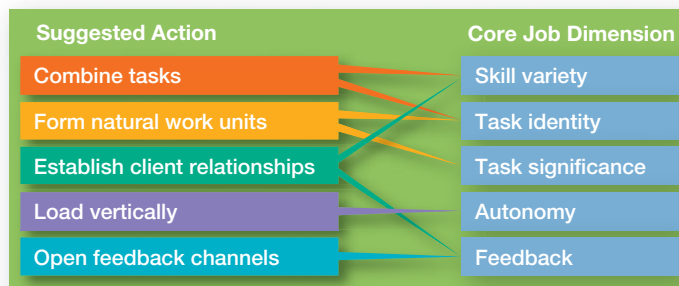 Suggested Action
Core Job Dimension
Combine tasks
Skill variety
Form natural work units
Task identity
Establish client relationships
Task significance
Load vertically
Autonomy
Open feedback channels
Feedback